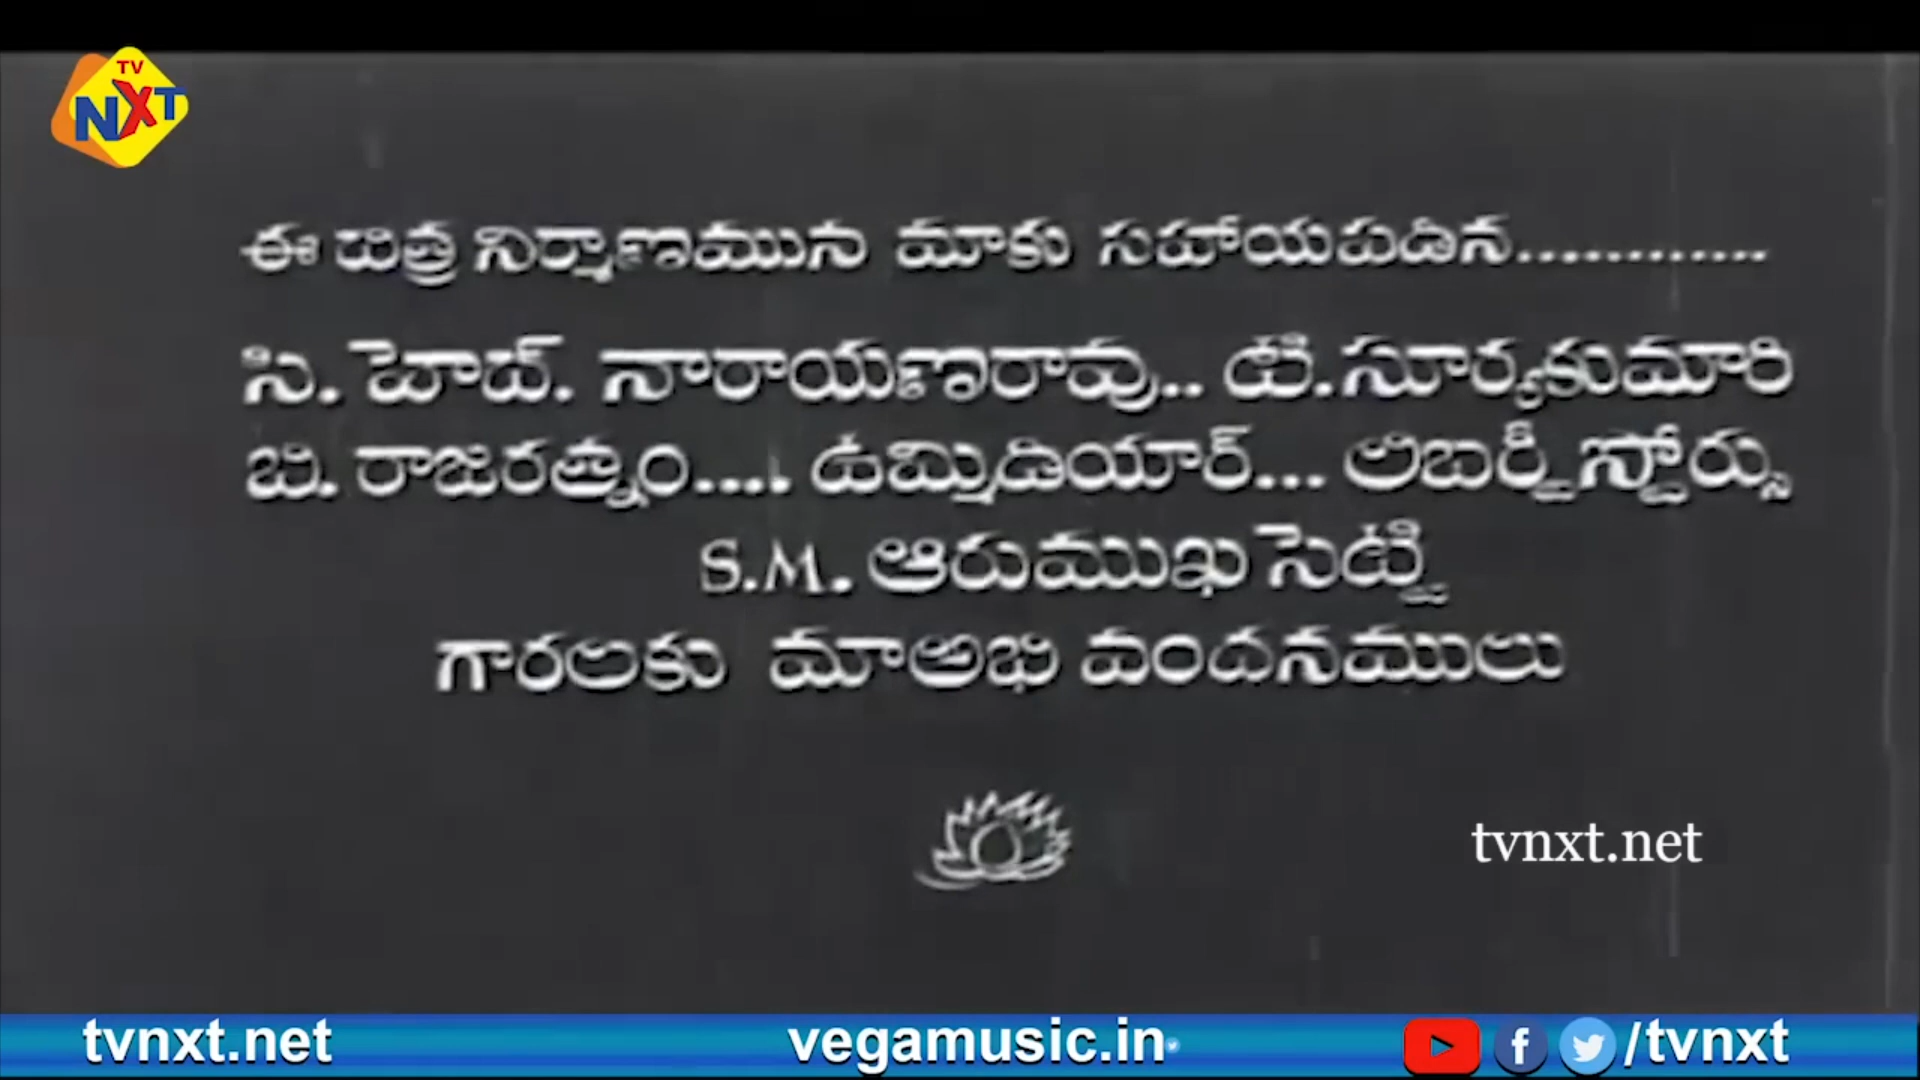 TV
NXT
ఈ చిత్ర నిర్మాణమున మాకు సహాయపడిన............
సి. హెచ్. నారాయణరావు.. టి. సూర్యకుమారి
బి. రాజరత్నం.... ఉమ్మిడియార్... లిబర్టీ స్టోర్సు
S.M. ఆరుముఖ సెట్టి
గారలకు మా అభి వందనములు
tvnxt.net
tvnxt.net vegamusic.in /tvnxt